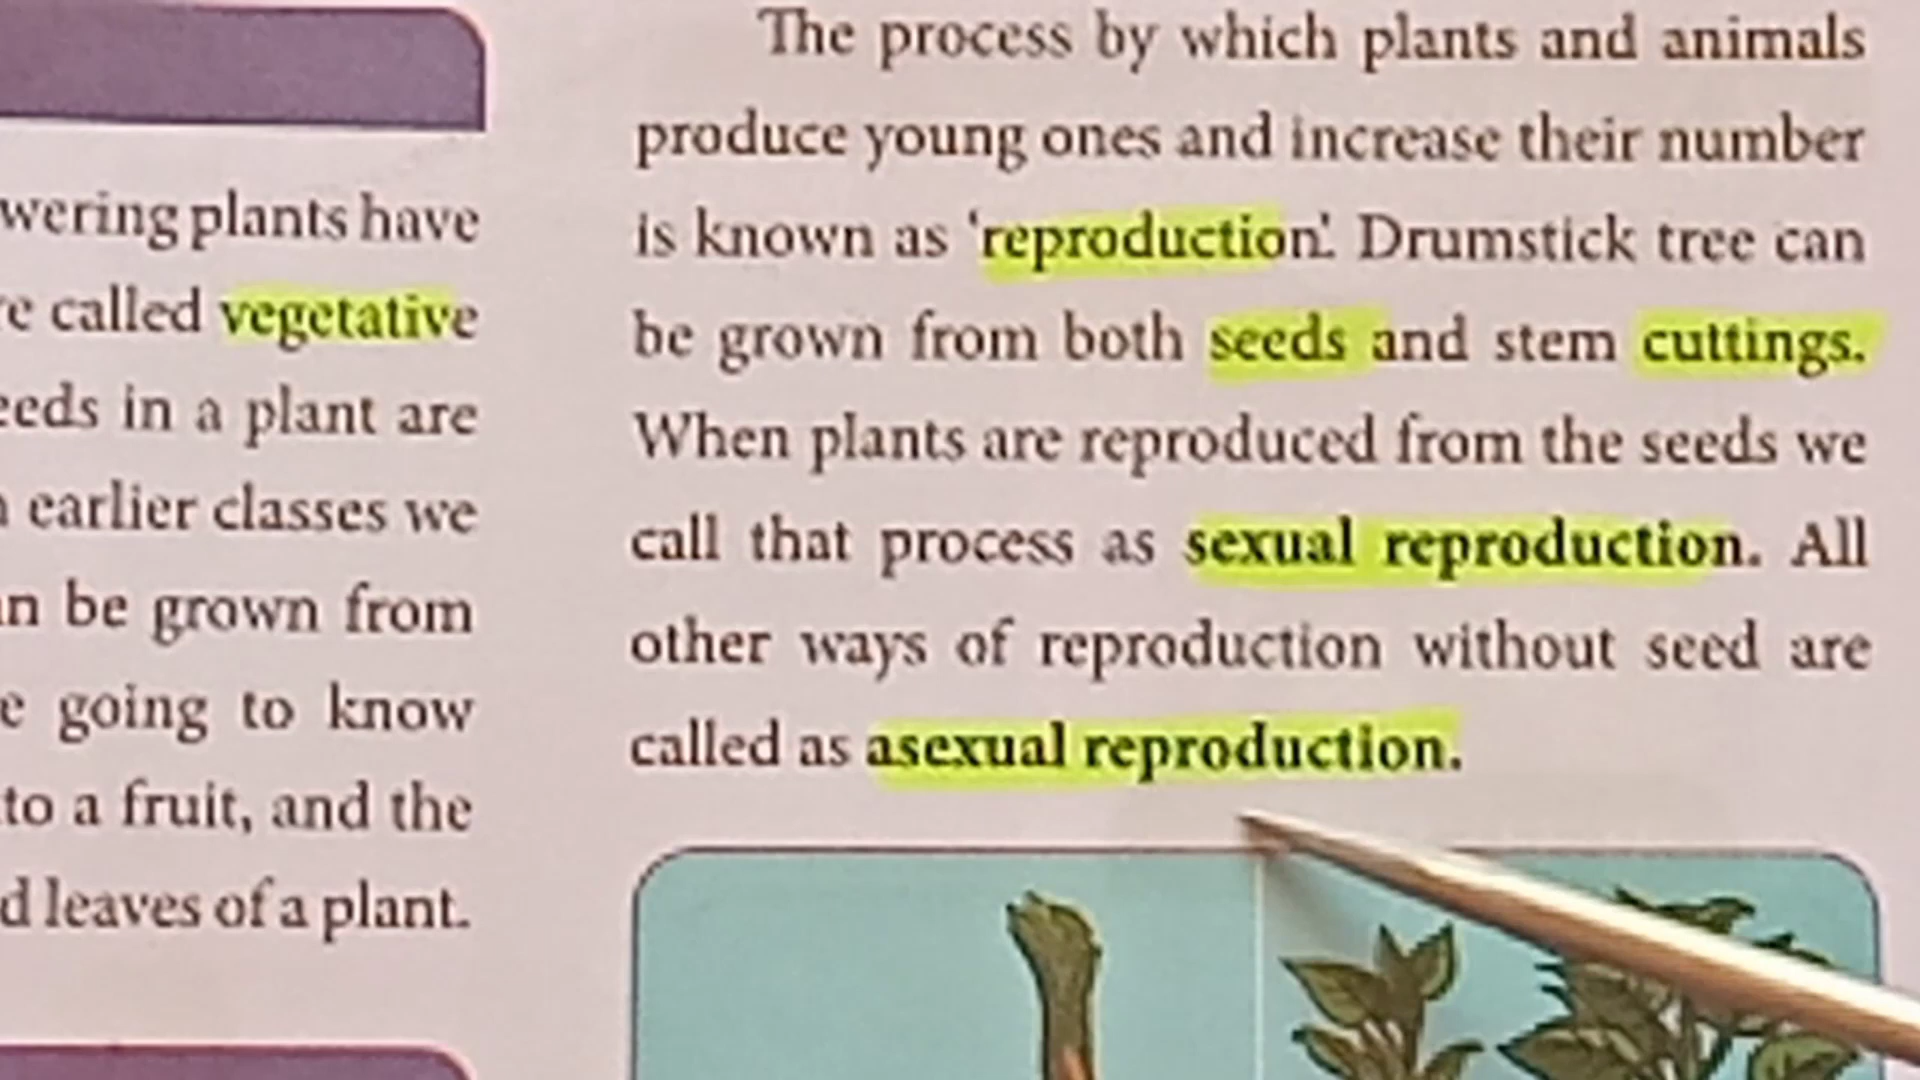 wering plants have
called vegetative
in a plant are
earlier classes we
be grown from
going to know
to a fruit, and the
leaves of a plant.
The process by which plants and animals
produce young ones and increase their number
is known as 'reproduction'. Drumstick tree can
be grown from both seeds and stem cuttings.
When plants are reproduced from the seeds we
call that process as sexual reproduction. All
other ways of reproduction without seed are
called as asexual reproduction.